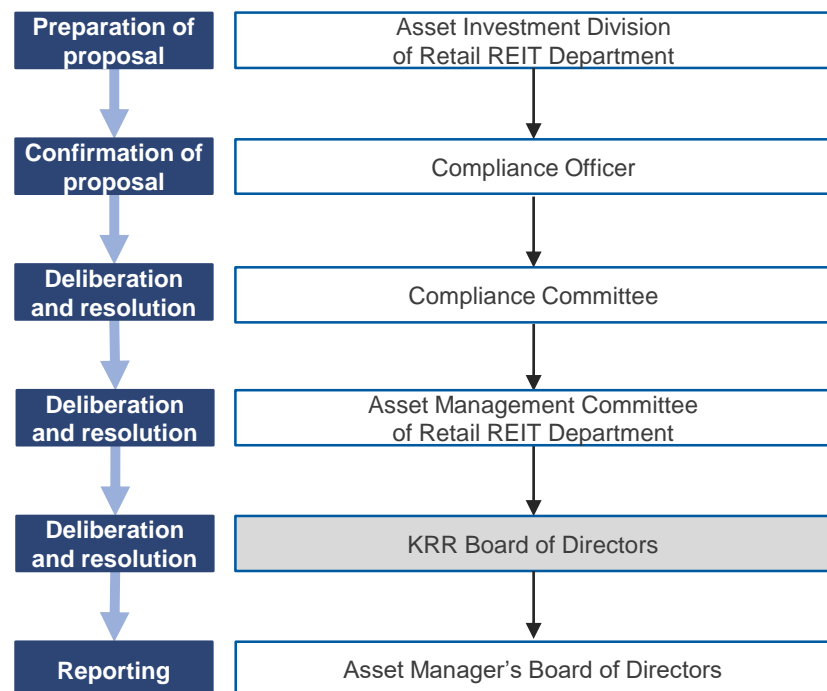 Preparation of
proposal
Asset Investment Division
of Retail REIT Department
Confirmation of
proposal
Compliance Officer
Deliberation
and resolution
Compliance Committee
Deliberation
and resolution
Asset Management Committee
of Retail REIT Department
Deliberation
and resolution
KRR Board of Directors
Reporting
Asset Manager’s Board of Directors